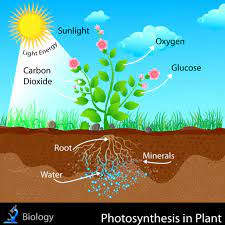 Sunlight
Light Energy
Oxygen
Carbon
Dioxide
Glucose
Root
Minerals
Water
Biology
Photosynthesis in Plant